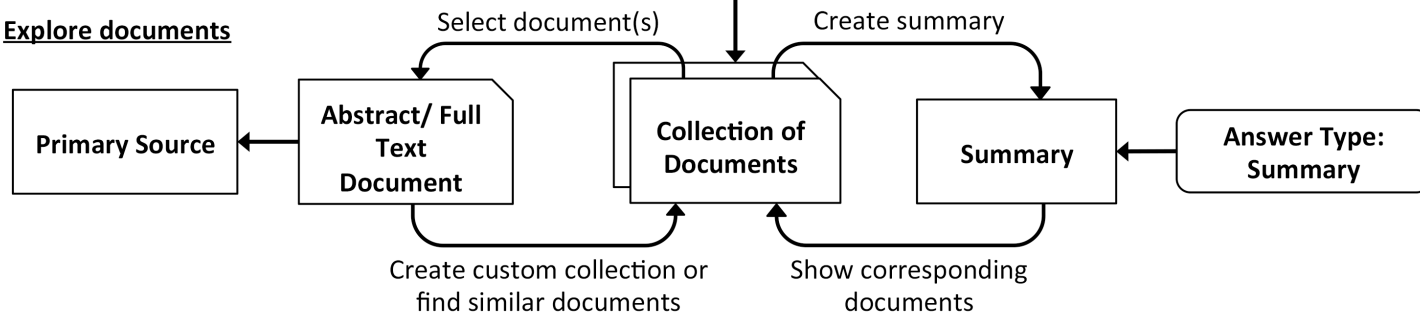 Explore documents
Select document(s)
Create summary
Primary Source
Abstract/ Full
Text
Document
Collection of
Documents
Summary
Answer Type:
Summary
Create custom collection or
find similar documents
Show corresponding
documents